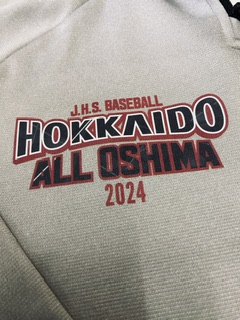 J.H.S. BASEBALL
HOKKAIDO
ALL OSHIMA
2024